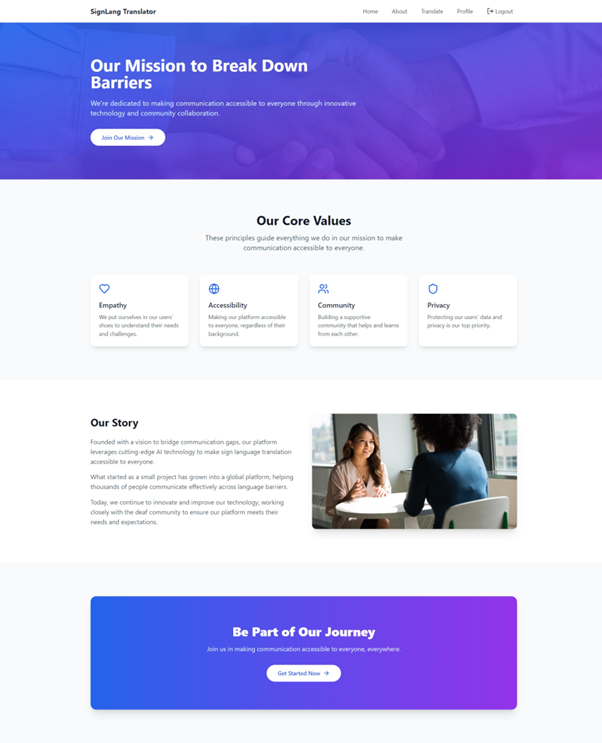 SignLang Translator
Home About Translate Profile Logout
Our Mission to Break Down
Barriers
We're dedicated to making communication accessible to everyone through innovative
technology and community collaboration.
Join Our Mission
Our Core Values
These principles guide everything we do in our mission to make
communication accessible to everyone.
Empathy
We put ourselves in our users'
shoes to understand their needs
and challenges.
Accessibility
Making our platform accessible
to everyone, regardless of their
background.
Community
Building a supportive
community that helps and learns
from each other.
Privacy
Protecting our users' data and
privacy is our top priority.
Our Story
Founded with a vision to bridge communication gaps, our platform
leverages cutting-edge AI technology to make sign language translation
accessible to everyone.
What started as a small project has grown into a global platform, helping
thousands of people communicate effectively across language barriers.
Today, we continue to innovate and improve our technology, working
closely with the deaf community to ensure our platform meets their
needs and expectations.
Be Part of Our Journey
Join us in making communication accessible to everyone, everywhere.
Get Started Now